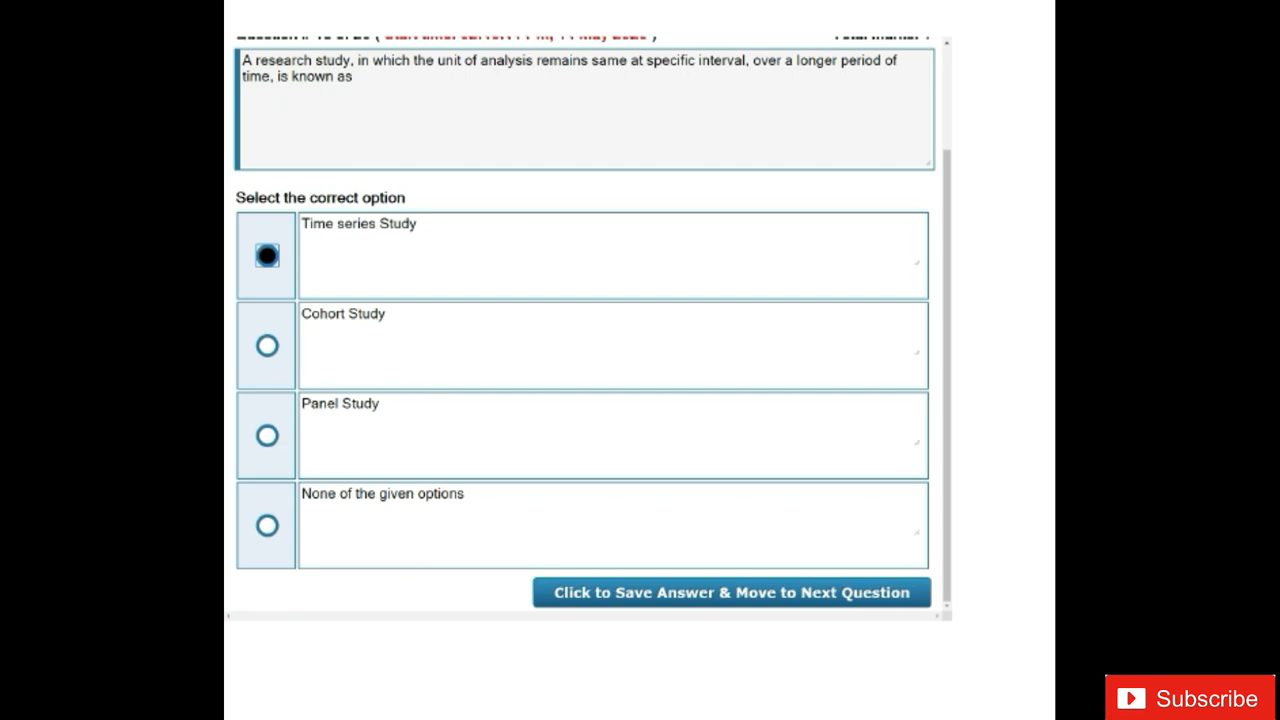 A research study, in which the unit of analysis remains same at specific interval, over a longer period of
time, is known as
Select the correct option
Time series Study
Cohort Study
Panel Study
None of the given options
Click to Save Answer & Move to Next Question
Subscribe